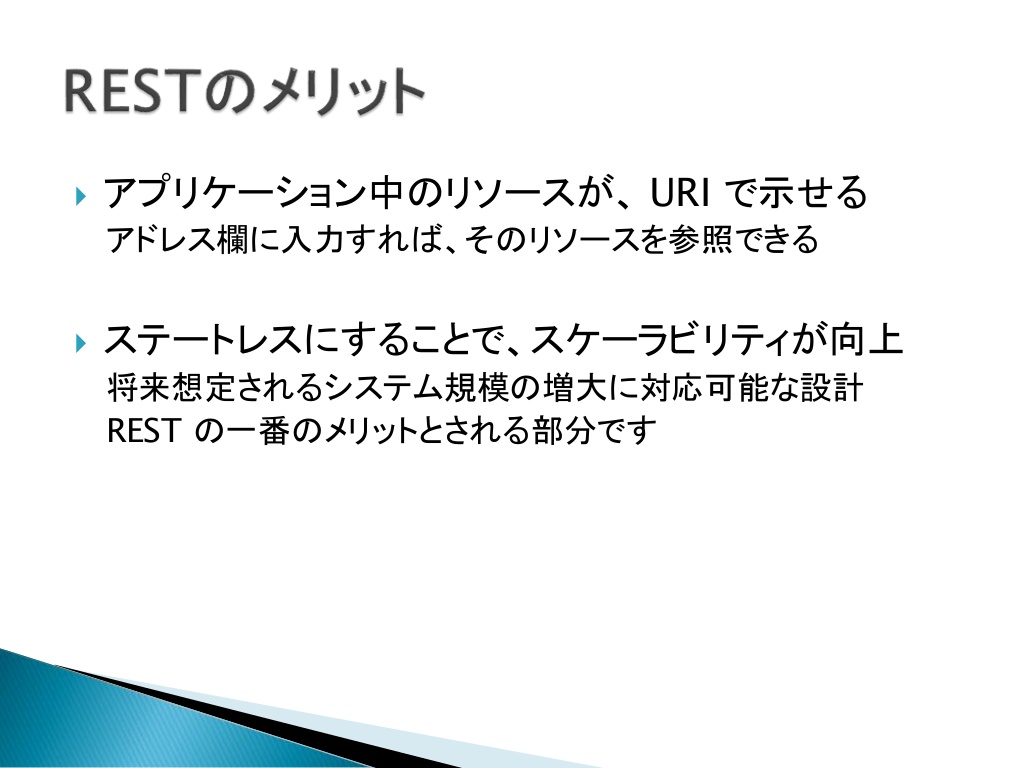 RESTのメリット
アプリケーション中のリソースが、URI で示せる
アドレス欄に入力すれば、そのリソースを参照できる
ステートレスにすることで、スケーラビリティが向上
将来想定されるシステム規模の増大に対応可能な設計
REST の一番のメリットとされる部分です